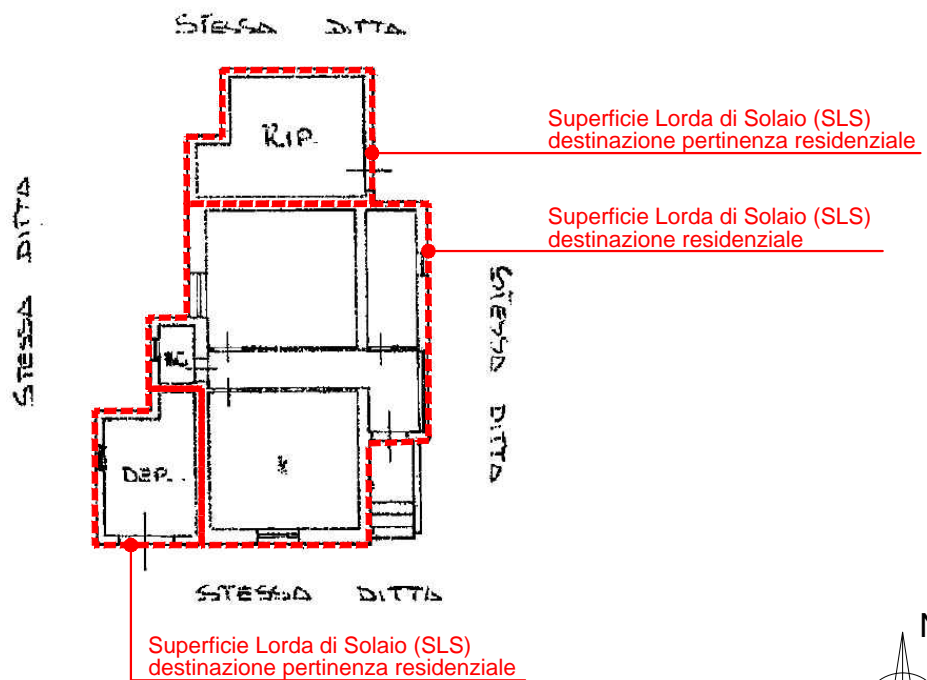 STESSA DITTA
RIP.
Superficie Lorda di Solaio (SLS)
destinazione pertinenza residenziale
Superficie Lorda di Solaio (SLS)
destinazione residenziale
STESSA DITTA
STESSA DITTA
WC
DEP.
K
STESSA DITTA
Superficie Lorda di Solaio (SLS)
destinazione pertinenza residenziale
N